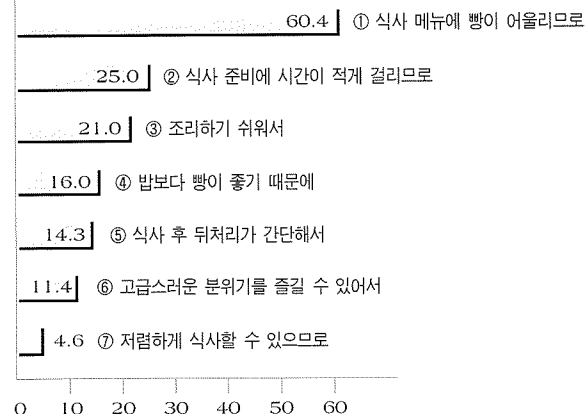 60.4 ① 식사 메뉴에 빵이 어울리므로
25.0 ② 식사 준비에 시간이 적게 걸리므로
21.0 ③ 조리하기 쉬워서
16.0 ④ 밥보다 빵이 좋기 때문에
14.3 ⑤ 식사 후 뒤처리가 간단해서
11.4 ⑥ 고급스러운 분위기를 즐길 수 있어서
4.6 ⑦ 저렴하게 식사할 수 있으므로
0 10 20 30 40 50 60